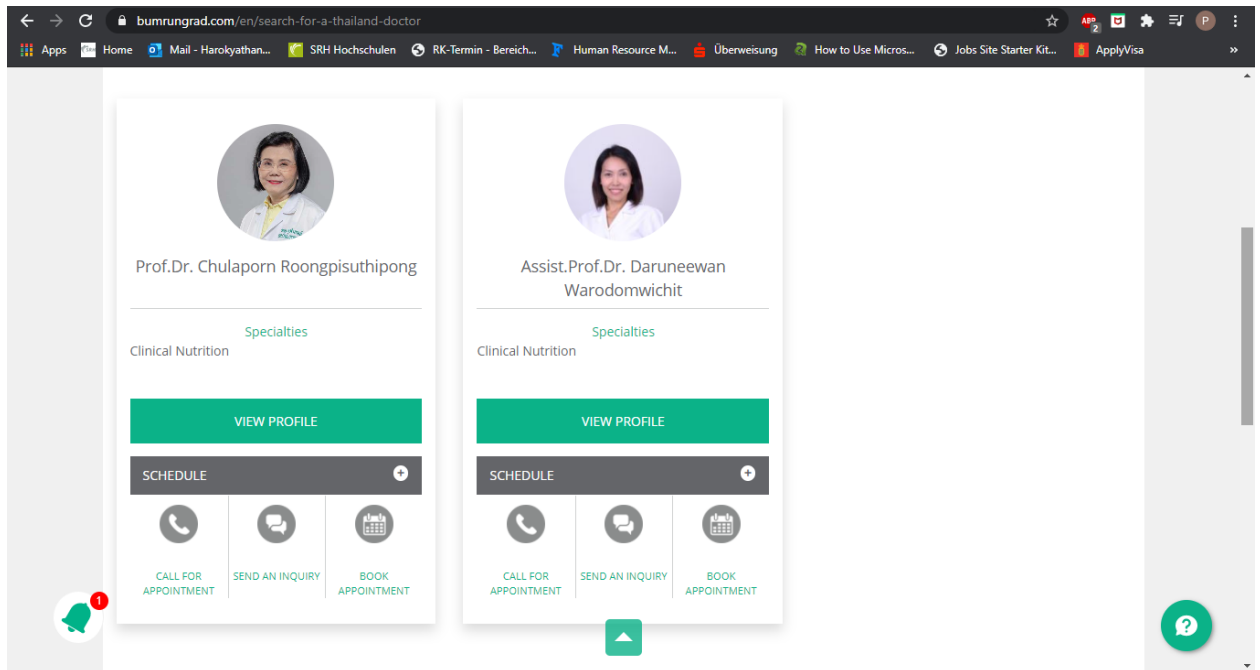 bumrungrad.com/en/search-for-a-thailand-doctor
ABP
2
P
Apps
Home
Mail - Harokyathan...
SRH Hochschulen
RK-Termin - Bereich...
Human Resource M...
Überweisung
How to Use Micros...
Jobs Site Starter Kit...
ApplyVisa
»
Prof.Dr. Chulaporn Roongpisuthipong
Specialties
Clinical Nutrition
VIEW PROFILE
SCHEDULE
CALL FOR
APPOINTMENT
SEND AN INQUIRY
BOOK
APPOINTMENT
Assist.Prof.Dr. Daruneewan
Warodomwichit
Specialties
Clinical Nutrition
VIEW PROFILE
SCHEDULE
CALL FOR
APPOINTMENT
SEND AN INQUIRY
BOOK
APPOINTMENT
1
?